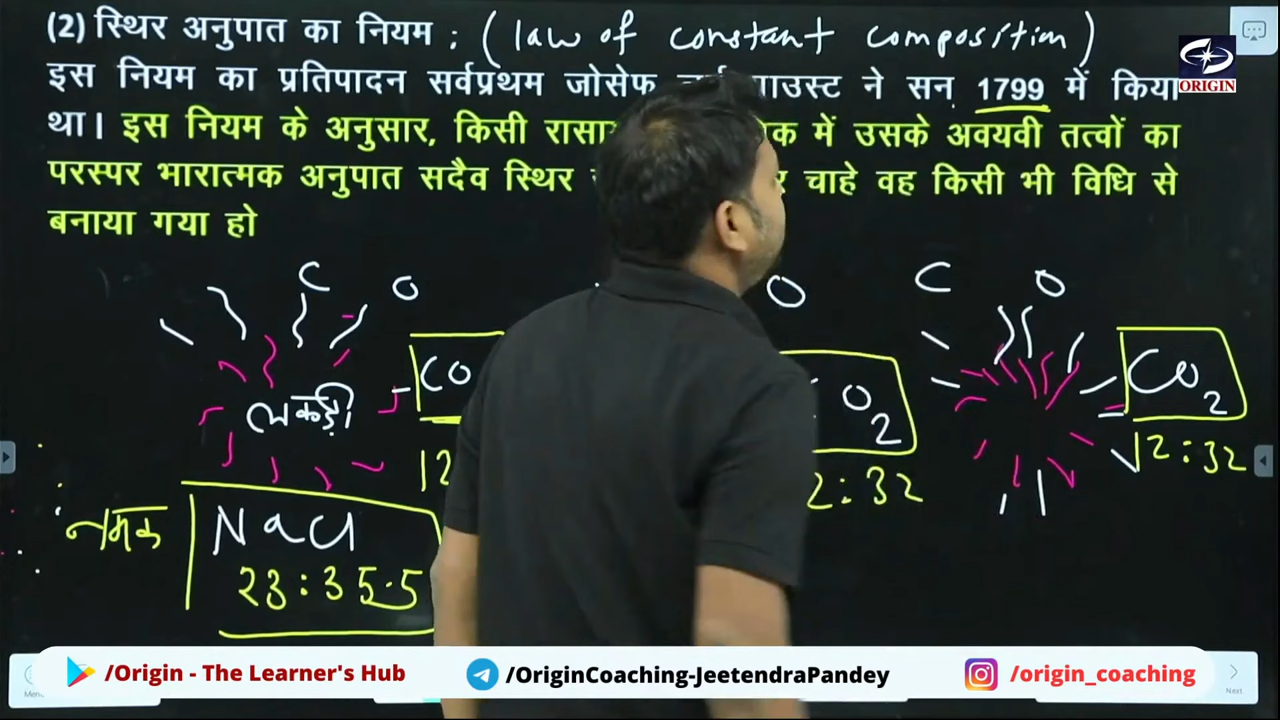 (2) स्थिर अनुपात का नियम : (law of constant composition)
इस नियम का प्रतिपादन सर्वप्रथम जोसेफ ने सन 1799 में किया
था। इस नियम के अनुसार, किसी में उसके अवयवी तत्वों का
परस्पर भारात्मक अनुपात सदैव स्थिर चाहे वह किसी भी विधि से
बनाया गया हो
ORIGIN
C O O C O
लकड़ी CO O2 CO2
12 2:32 12:32
नमक NaCl
23:35.5
/Origin - The Learner's Hub /OriginCoaching-JeetendraPandey /origin_coaching
Next